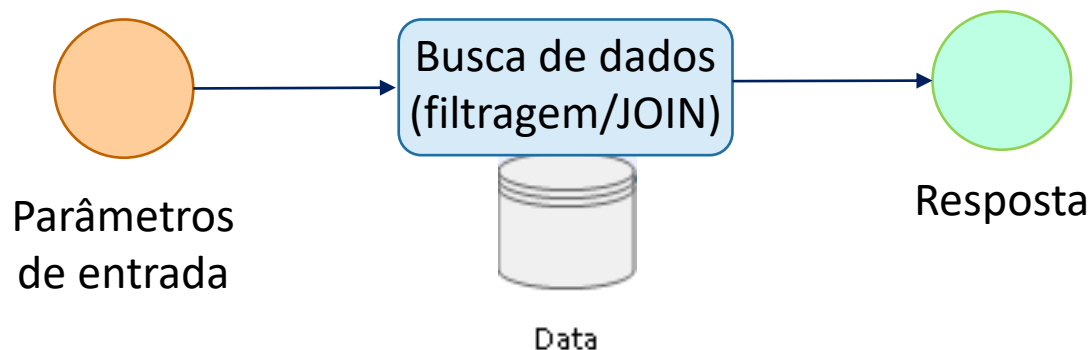 Busca de dados
(filtragem/JOIN)
Parâmetros
de entrada
Resposta
Data